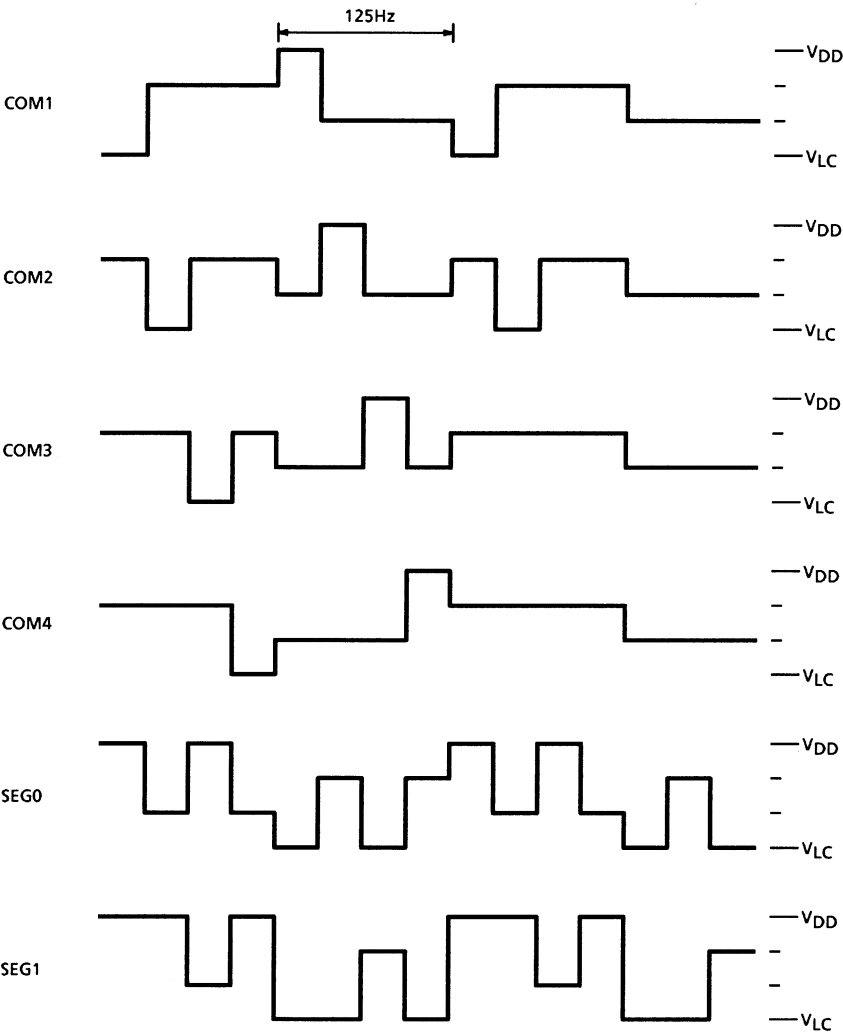 125Hz
COM1
VDD
VLC
COM2
VDD
VLC
COM3
VDD
VLC
COM4
VDD
VLC
SEG0
VDD
VLC
SEG1
VDD
VLC